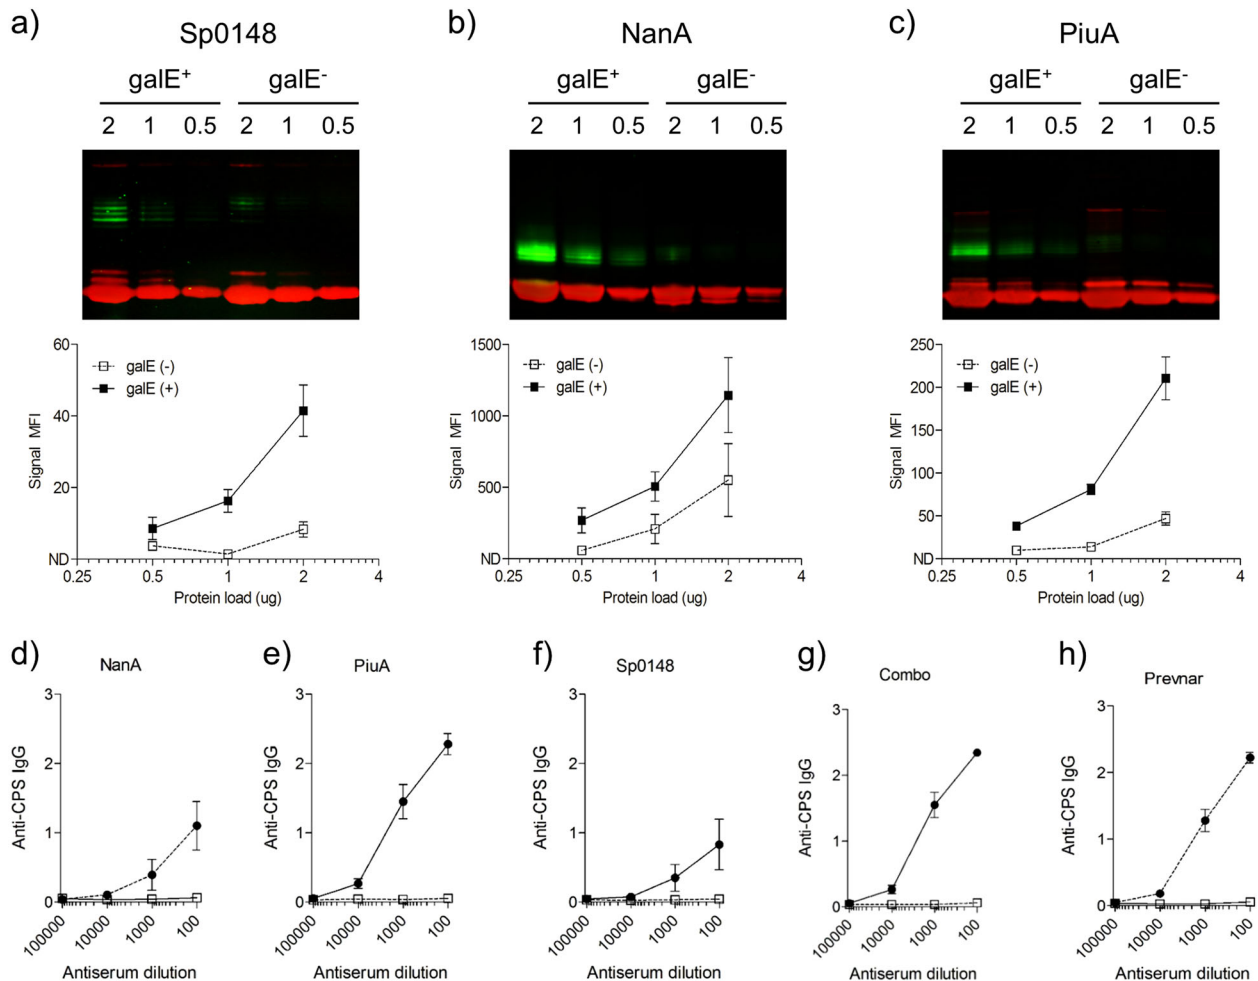 a)
Sp0148
galE+
galE-
2 1 0.5 2 1 0.5
60
40
20
ND
galE (-)
galE (+)
Signal MFI
0.25 0.5 1 2 4
Protein load (ug)
b)
NanA
galE+
galE-
2 1 0.5 2 1 0.5
1500
1000
500
ND
galE (-)
galE (+)
Signal MFI
0.25 0.5 1 2 4
Protein load (ug)
c)
PiuA
galE+
galE-
2 1 0.5 2 1 0.5
250
200
150
100
50
ND
galE (-)
galE (+)
Signal MFI
0.25 0.5 1 2 4
Protein load (ug)
d)
NanA
3
2
1
0
Anti-CPS IgG
100000 10000 1000 100
Antiserum dilution
e)
PiuA
3
2
1
0
Anti-CPS IgG
100000 10000 1000 100
Antiserum dilution
f)
Sp0148
3
2
1
0
Anti-CPS IgG
100000 10000 1000 100
Antiserum dilution
g)
Combo
3
2
1
0
Anti-CPS IgG
100000 10000 1000 100
Antiserum dilution
h)
Prevnar
3
2
1
0
Anti-CPS IgG
100000 10000 1000 100
Antiserum dilution